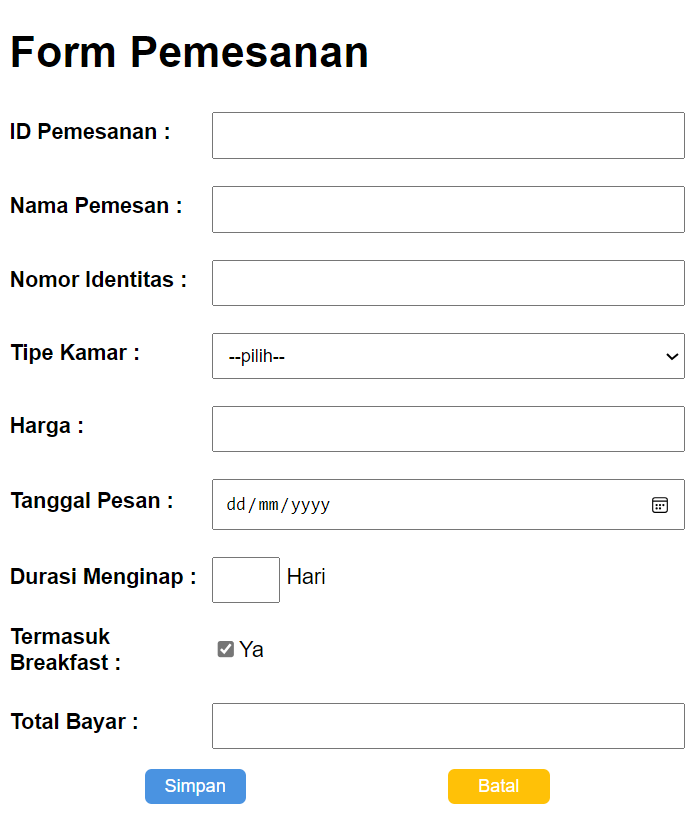 Form Pemesanan
ID Pemesanan :
Nama Pemesan :
Nomor Identitas :
Tipe Kamar : --pilih--
Harga :
Tanggal Pesan : dd/mm/yyyy
Durasi Menginap : Hari
Termasuk
Breakfast : Ya
Total Bayar :
Simpan Batal